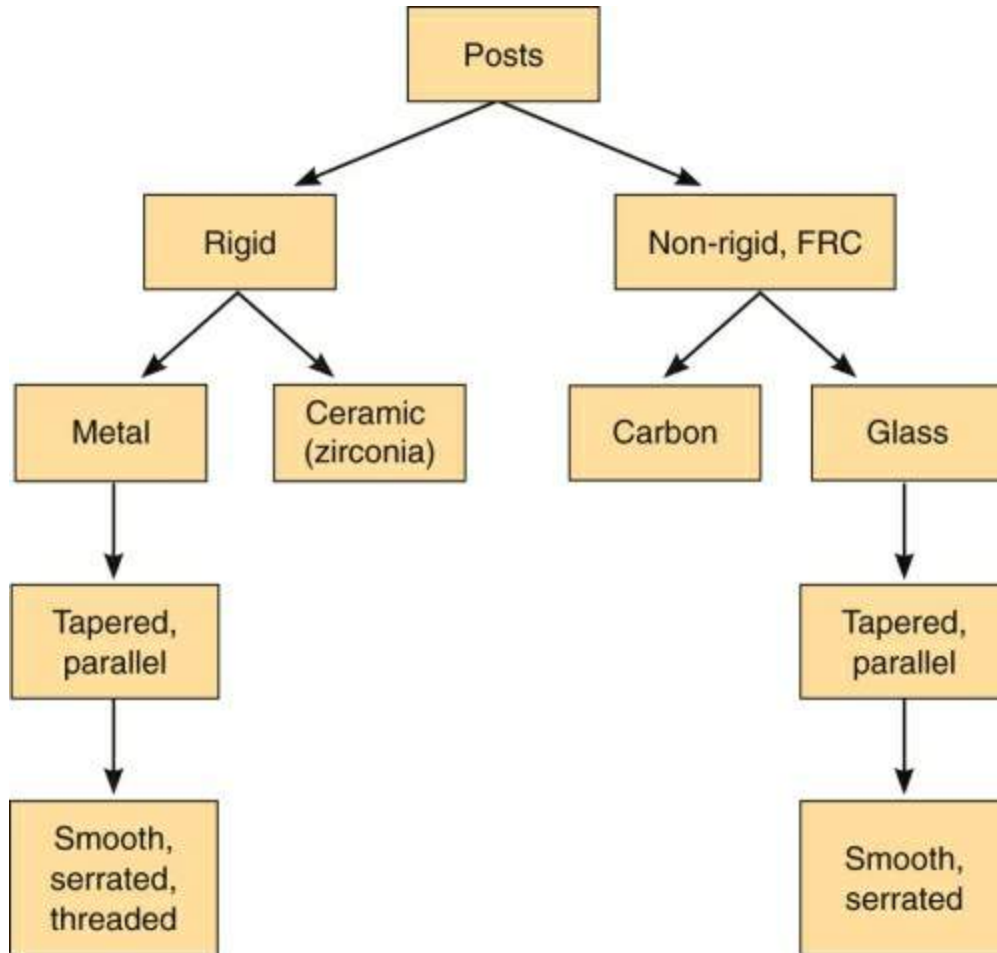 Posts
Rigid
Non-rigid, FRC
Metal
Ceramic
(zirconia)
Carbon
Glass
Tapered,
parallel
Tapered,
parallel
Smooth,
serrated,
threaded
Smooth,
serrated